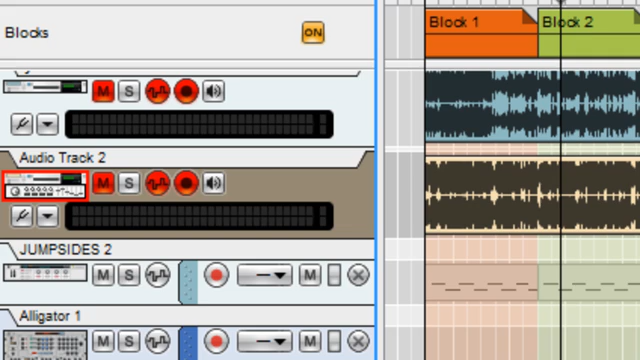 Blocks
ON
Block 1
Block 2
M S
Audio Track 2
M S
JUMPSIDES 2
M S M
Alligator 1
M S M